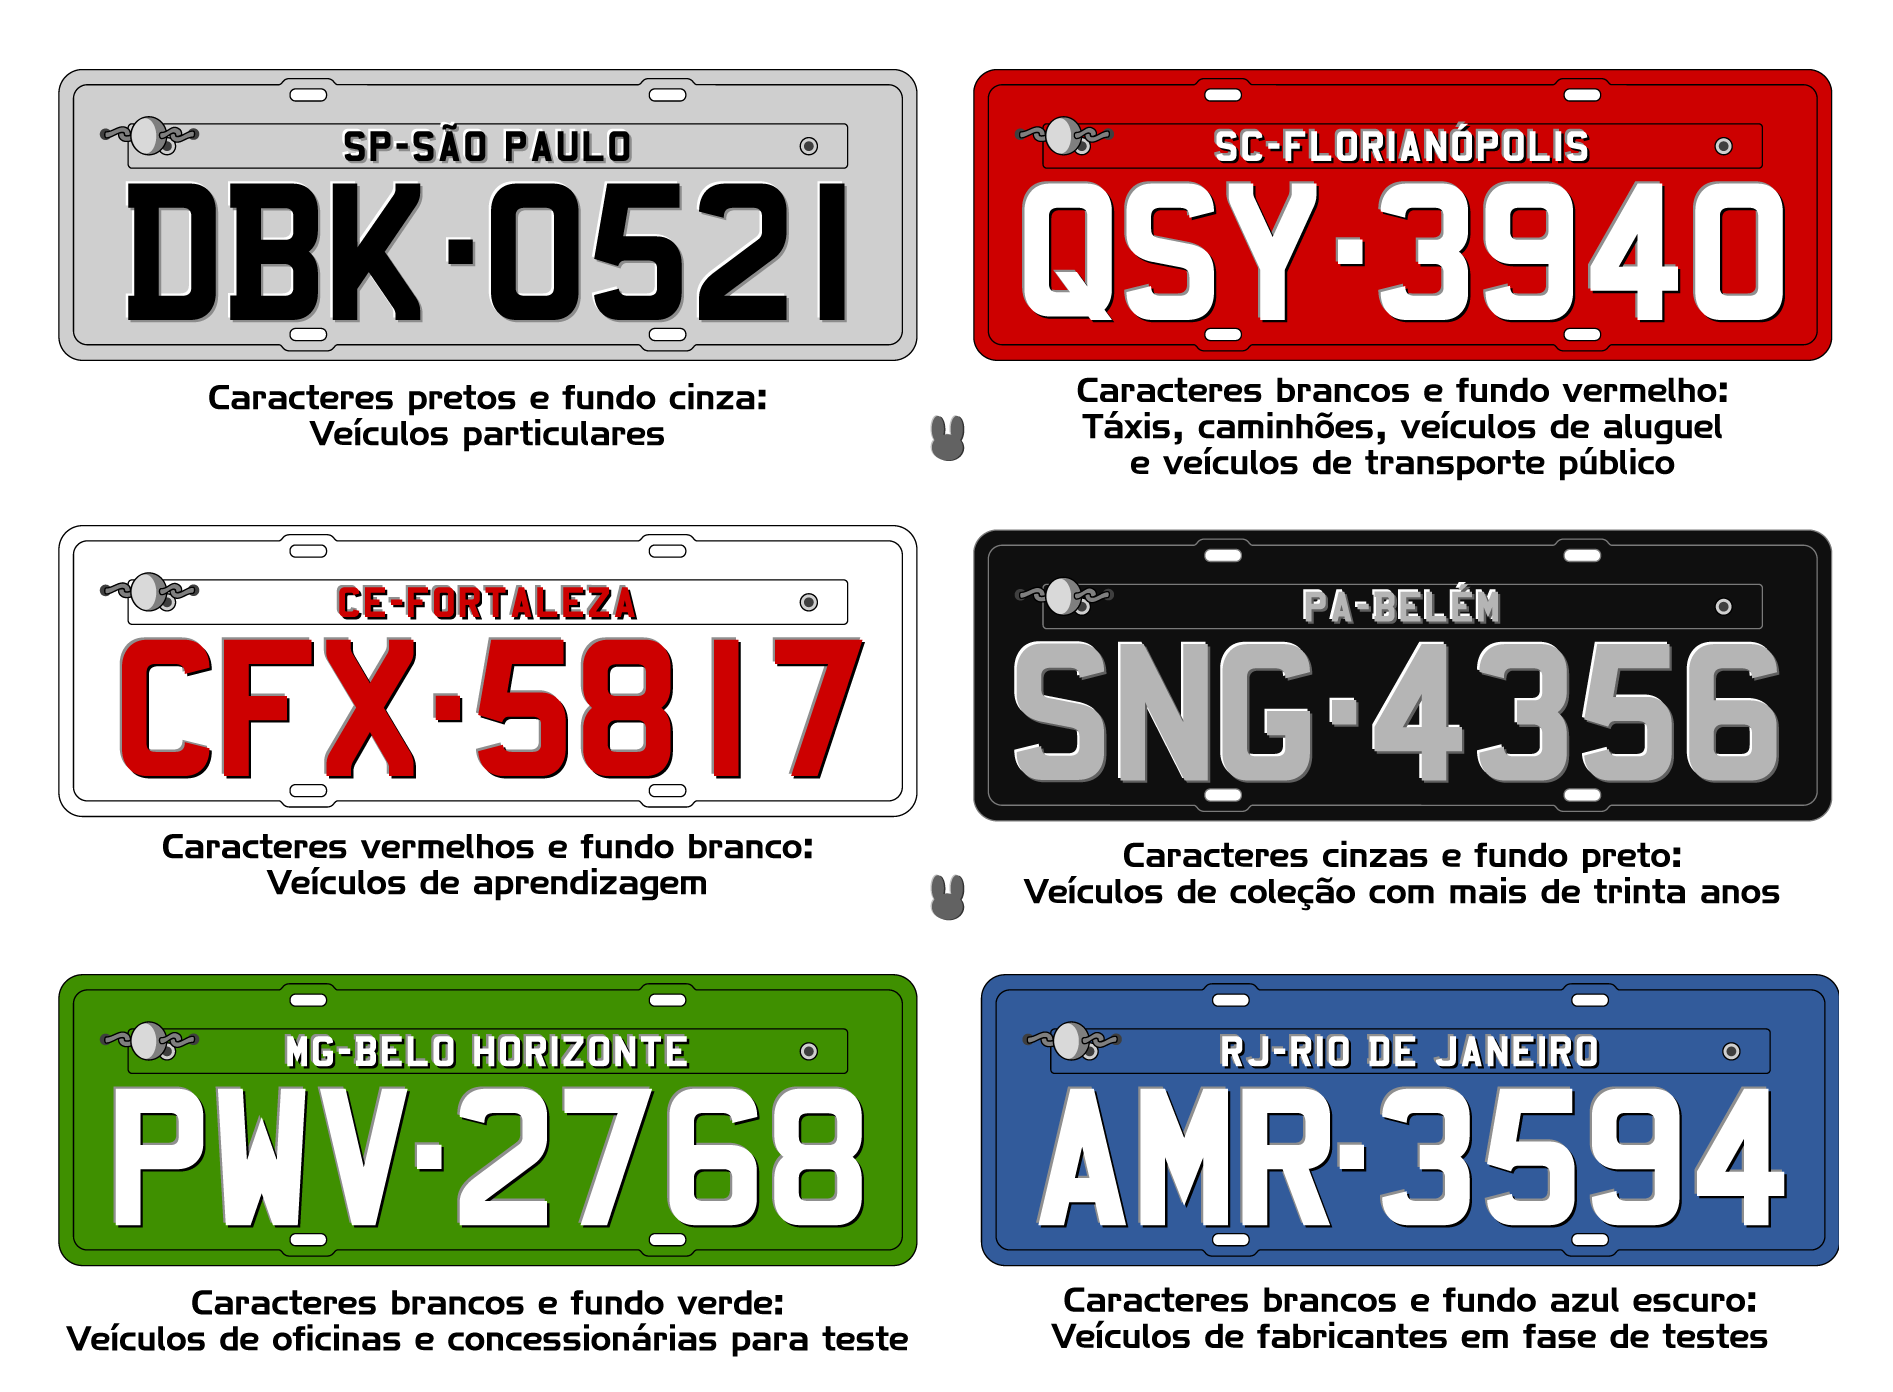 SP-SÃO PAULO
DBK·0521
Caracteres pretos e fundo cinza:
Veículos particulares
SC-FLORIANÓPOLIS
QSY·3940
Caracteres brancos e fundo vermelho:
Táxis, caminhões, veículos de aluguel
e veículos de transporte público
CE-FORTALEZA
CFX·5817
Caracteres vermelhos e fundo branco:
Veículos de aprendizagem
PA-BELÉM
SNG·4356
Caracteres cinzas e fundo preto:
Veículos de coleção com mais de trinta anos
MG-BELO HORIZONTE
PWV·2768
Caracteres brancos e fundo verde:
Veículos de oficinas e concessionárias para teste
RJ-RIO DE JANEIRO
AMR·3594
Caracteres brancos e fundo azul escuro:
Veículos de fabricantes em fase de testes